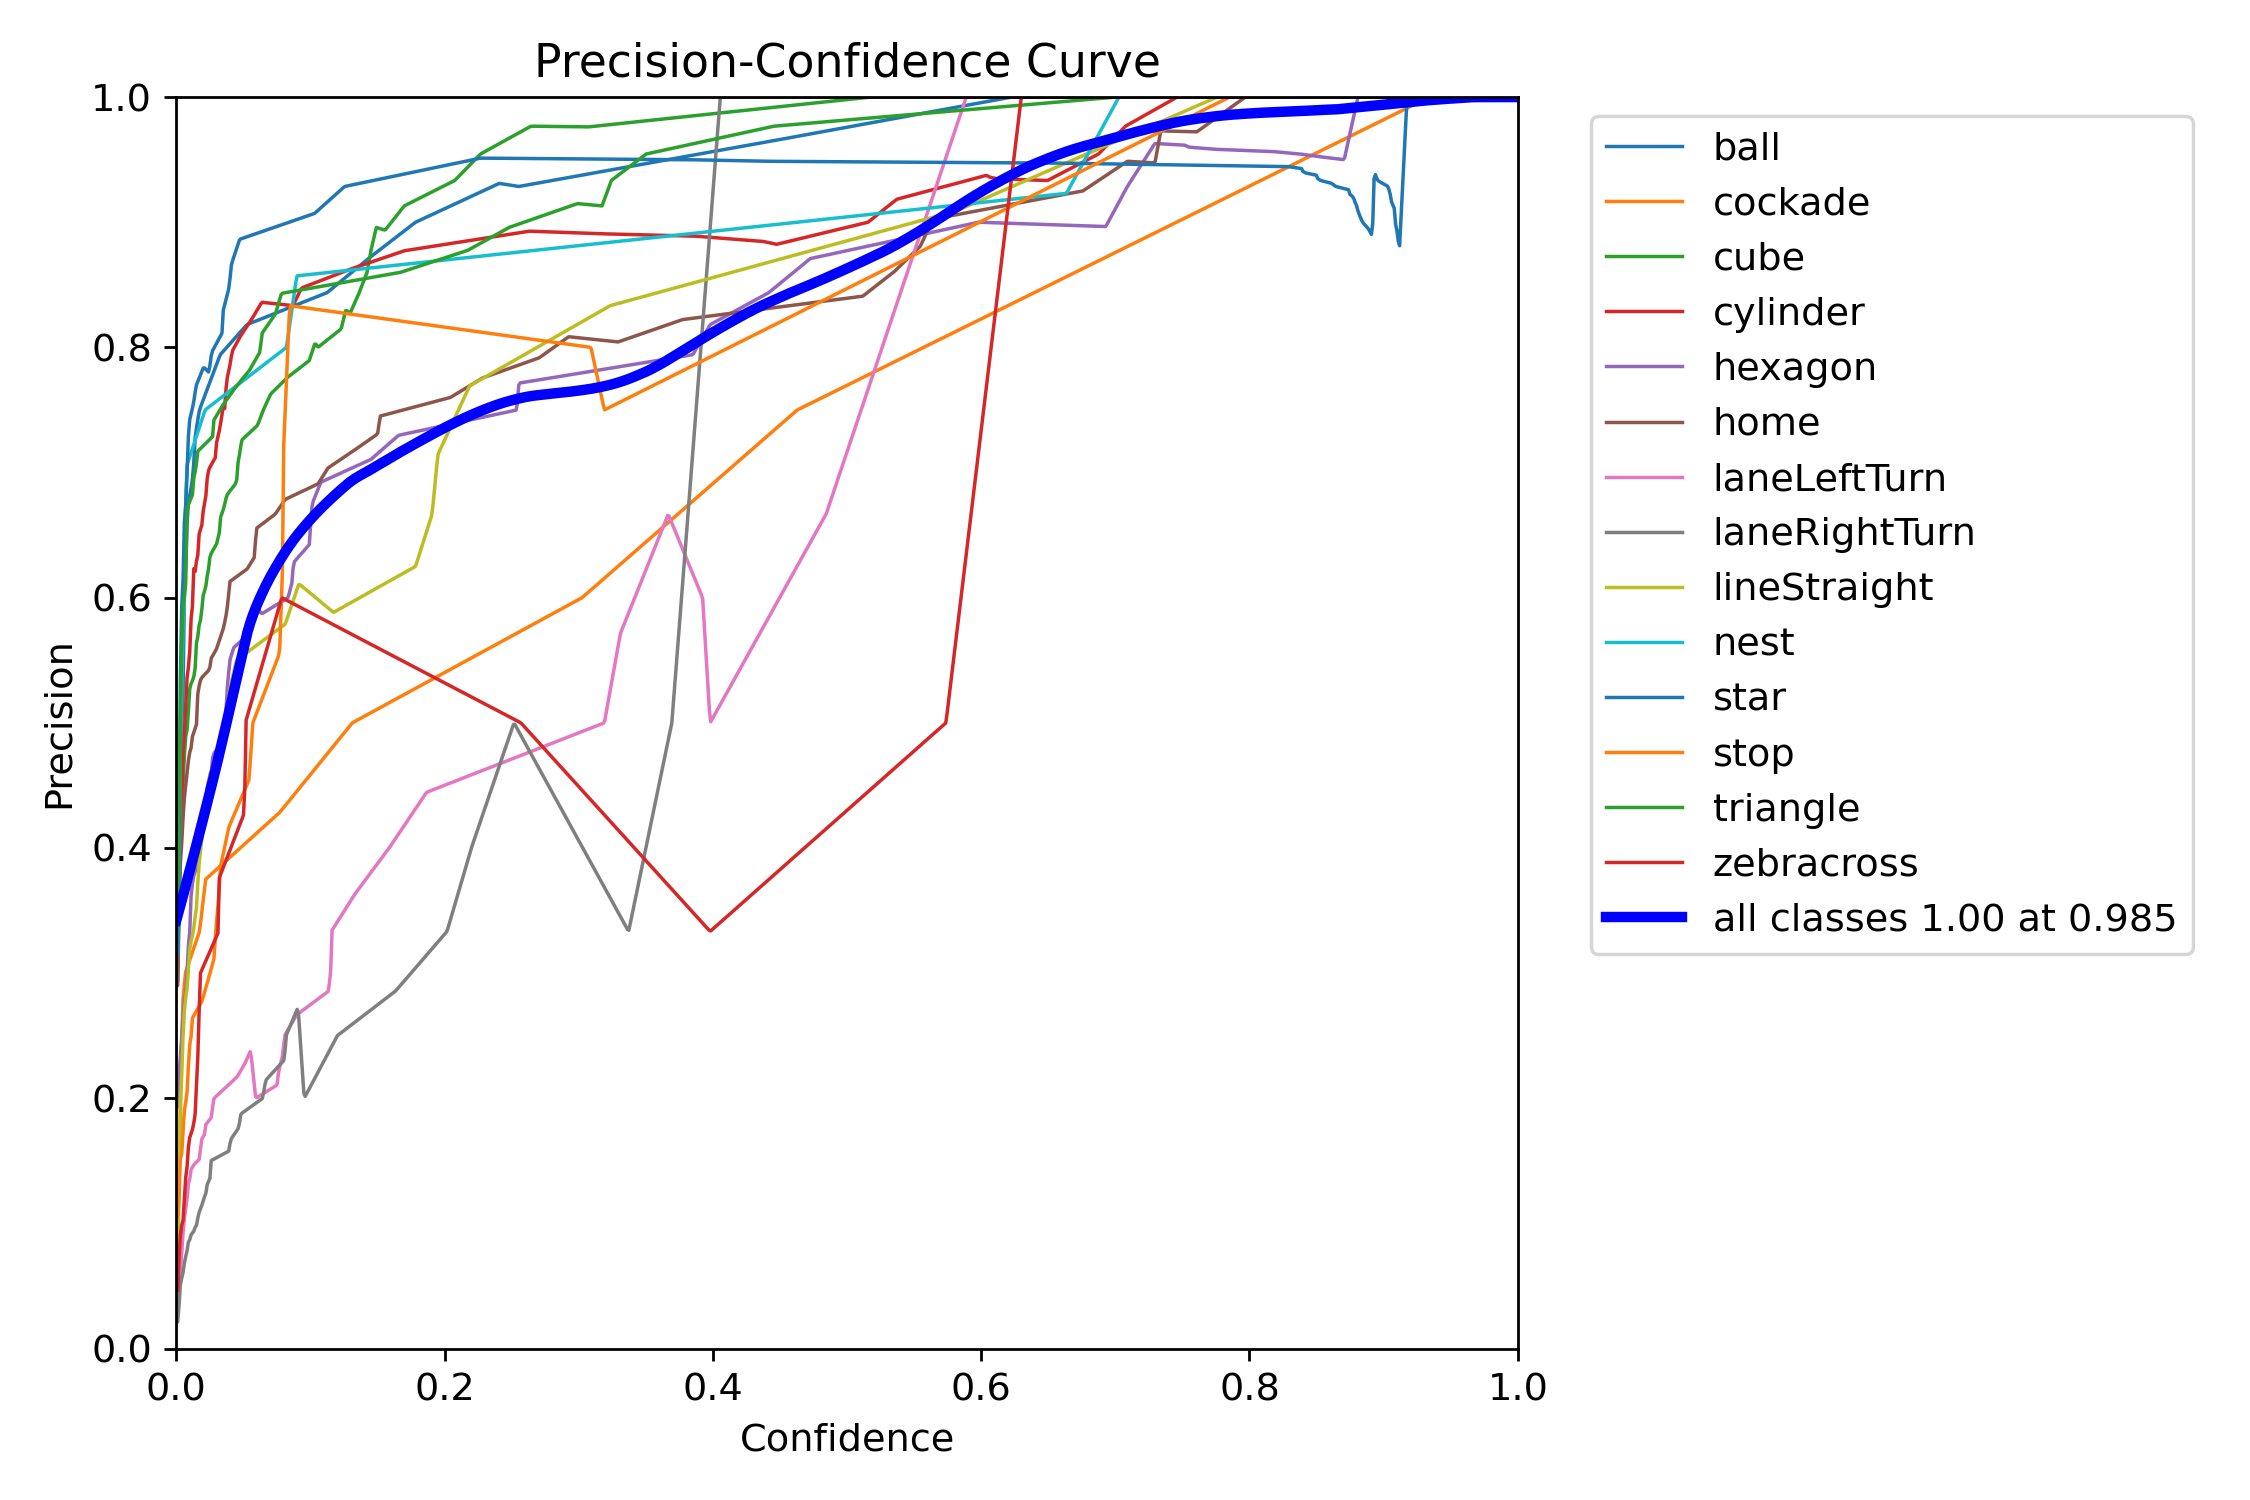 Precision-Confidence Curve
1.0
0.8
0.6
0.4
0.2
0.0
Precision
0.0 0.2 0.4 0.6 0.8 1.0
Confidence
ball
cockade
cube
cylinder
hexagon
home
laneLeftTurn
laneRightTurn
lineStraight
nest
star
stop
triangle
zebracross
all classes 1.00 at 0.985